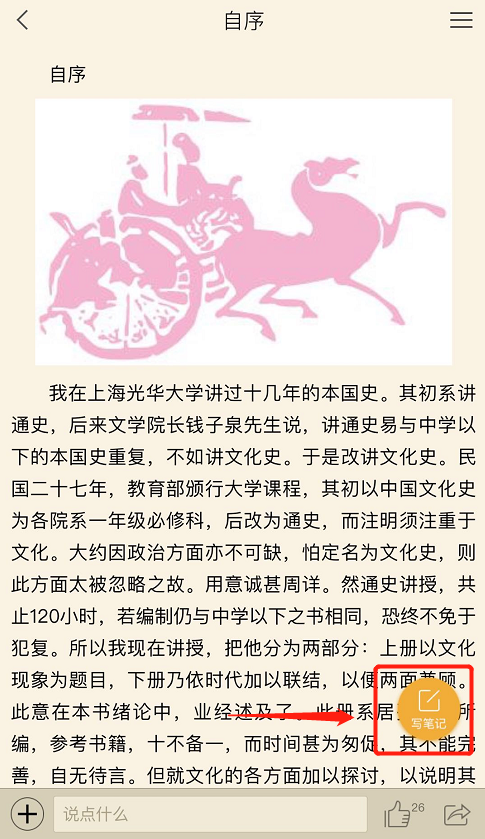 自序
自序
我在上海光华大学讲过十几年的本国史。其初系讲
通史，后来文学院长钱子泉先生说，讲通史易与中学以
下的本国史重复，不如讲文化史。于是改讲文化史。民
国二十七年，教育部颁行大学课程，其初以中国文化史
为各院系一年级必修科，后改为通史，而注明须注重于
文化。大约因政治方面亦不可缺，怕定名为文化史，则
此方面太被忽略之故。用意诚甚周详。然通史讲授，共
止120小时，若编制仍与中学以下之书相同，恐终不免于
犯复。所以我现在讲授，把他分为两部分：上册以文化
现象为题目，下册乃依时代加以联结，以便两面兼顾。
此意在本书绪论中，业经述及了。此册系居 所
写笔记
编，参考书籍，十不备一，而时间甚为匆促，其不能完
善，自无待言。但就文化的各方面加以探讨，以说明其
说点什么
26